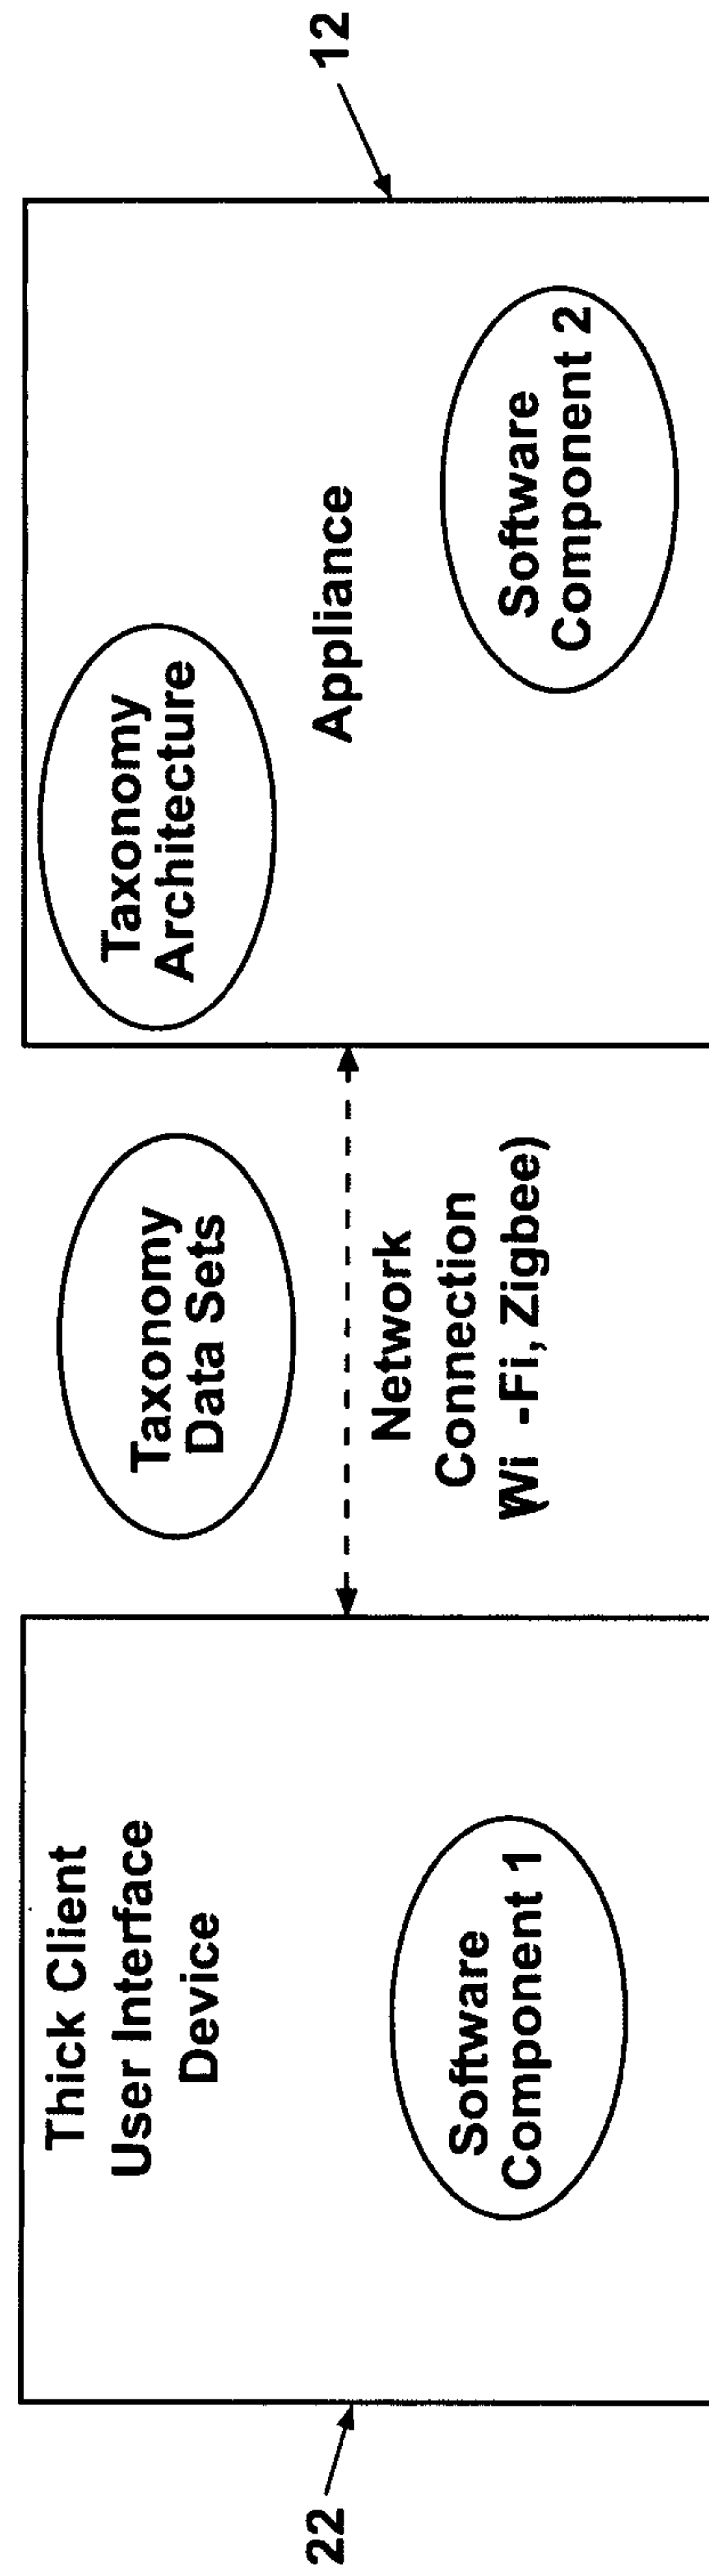 22
Thick Client
User Interface
Device
Software
Component 1
Taxonomy
Data Sets
Network
Connection
Wi -Fi, Zigbee)
Taxonomy
Architecture
Appliance
Software
Component 2
12